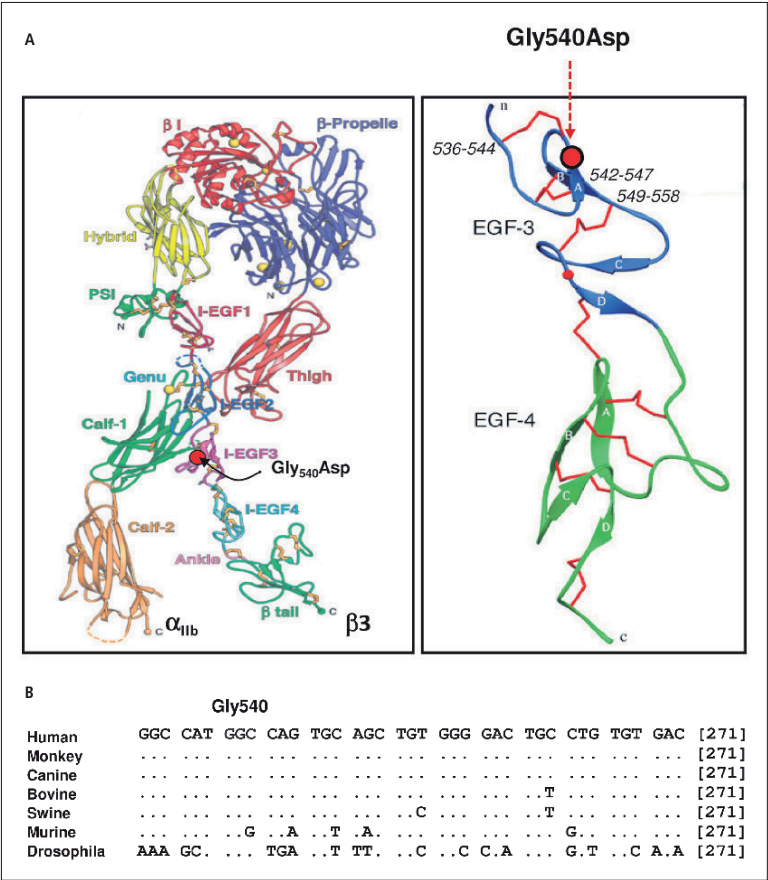 A
Gly540Asp
β I
β-Propelle
Hybrid
PSI
N
N
I-EGF1
Genu
Thigh
I-EGF2
Calf-1
I-EGF3
Gly540Asp
Calf-2
I-EGF4
Ankle
β tail
C
C
αIIb
β3
n
536-544
542-547
549-558
B
A
EGF-3
C
D
EGF-4
A
B
C
D
c
B
Gly540
Human GGC CAT GGC CAG TGC AGC TGT GGG GAC TGC CTG TGT GAC [271]
Monkey ... ... ... ... ... ... ... ... ... ... ... ... ... [271]
Canine ... ... ... ... ... ... ... ... ... ... ... ... ... [271]
Bovine ... ... ... ... ... ... ... ... ... ..T ... ... ... [271]
Swine ... ... ... ... ... ... ..C ... ... ..T ... ... ... [271]
Murine ... ... ..G ..A ..T .A. ... ... ... ... G.. ... ... [271]
Drosophila AAA GC. ... TGA ..T TT. ..C ..C C.A ... G.T ..C A.A [271]